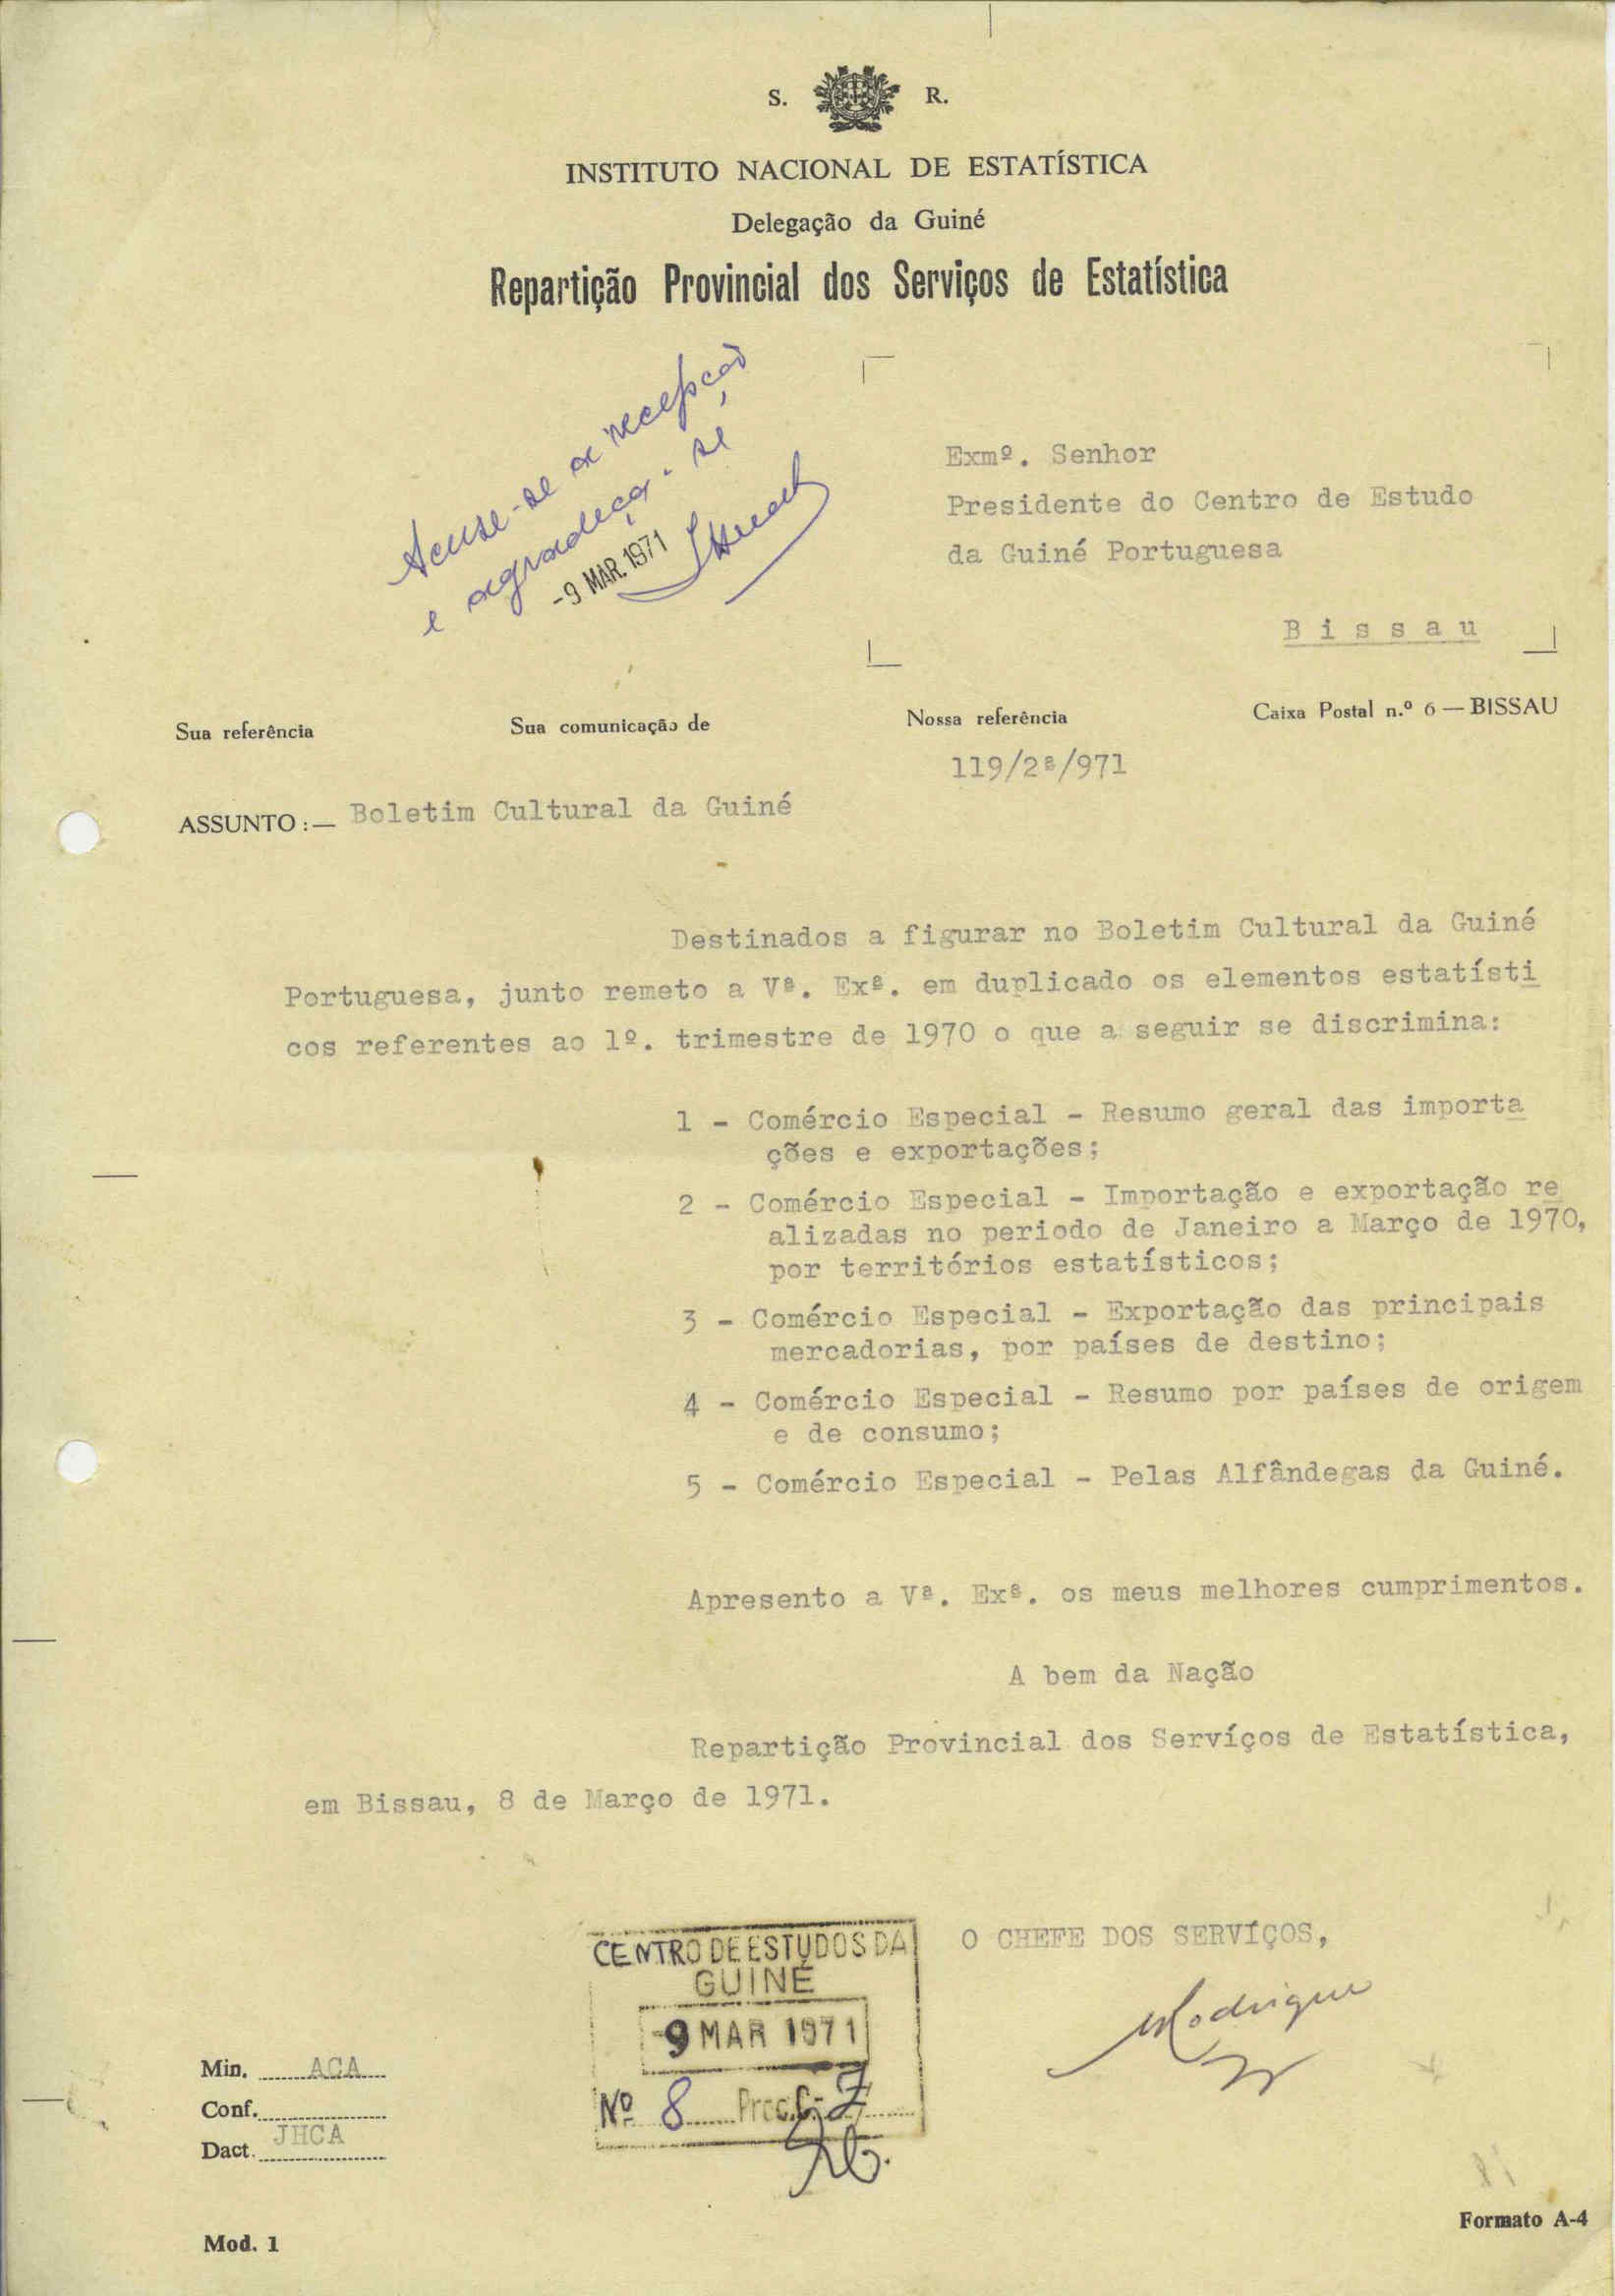 S. R.
INSTITUTO NACIONAL DE ESTATÍSTICA
Delegação da Guiné
Repartição Provincial dos Serviços de Estatística
Acuse-se a recepção
e agradeça-se
-9 MAR. 1971
Exmº. Senhor
Presidente do Centro de Estudo
da Guiné Portuguesa
B i s s a u
Sua referência
Sua comunicação de
Nossa referência
Caixa Postal n.º 6 — BISSAU
119/2ª/971
ASSUNTO :— Boletim Cultural da Guiné
Destinados a figurar no Boletim Cultural da Guiné
Portuguesa, junto remeto a Vª. Exª. em duplicado os elementos estatísti
cos referentes ao 1º. trimestre de 1970 o que a seguir se discrimina:
1 - Comércio Especial - Resumo geral das importa
ções e exportações;
2 - Comércio Especial - Importação e exportação re
alizadas no periodo de Janeiro a Março de 1970,
por territórios estatísticos;
3 - Comércio Especial - Exportação das principais
mercadorias, por países de destino;
4 - Comércio Especial - Resumo por países de origem
e de consumo;
5 - Comércio Especial - Pelas Alfândegas da Guiné.
Apresento a Vª. Exª. os meus melhores cumprimentos.
A bem da Nação
Repartição Provincial dos Servíços de Estatística,
em Bissau, 8 de Março de 1971.
O CHEFE DOS SERVÍÇOS,
CENTRO DE ESTUDOS DA
GUINÉ
-9 MAR 1971
Nº 8 Proc.
Min. ACA
Conf.
Dact. JHCA
Mod. 1
Formato A-4